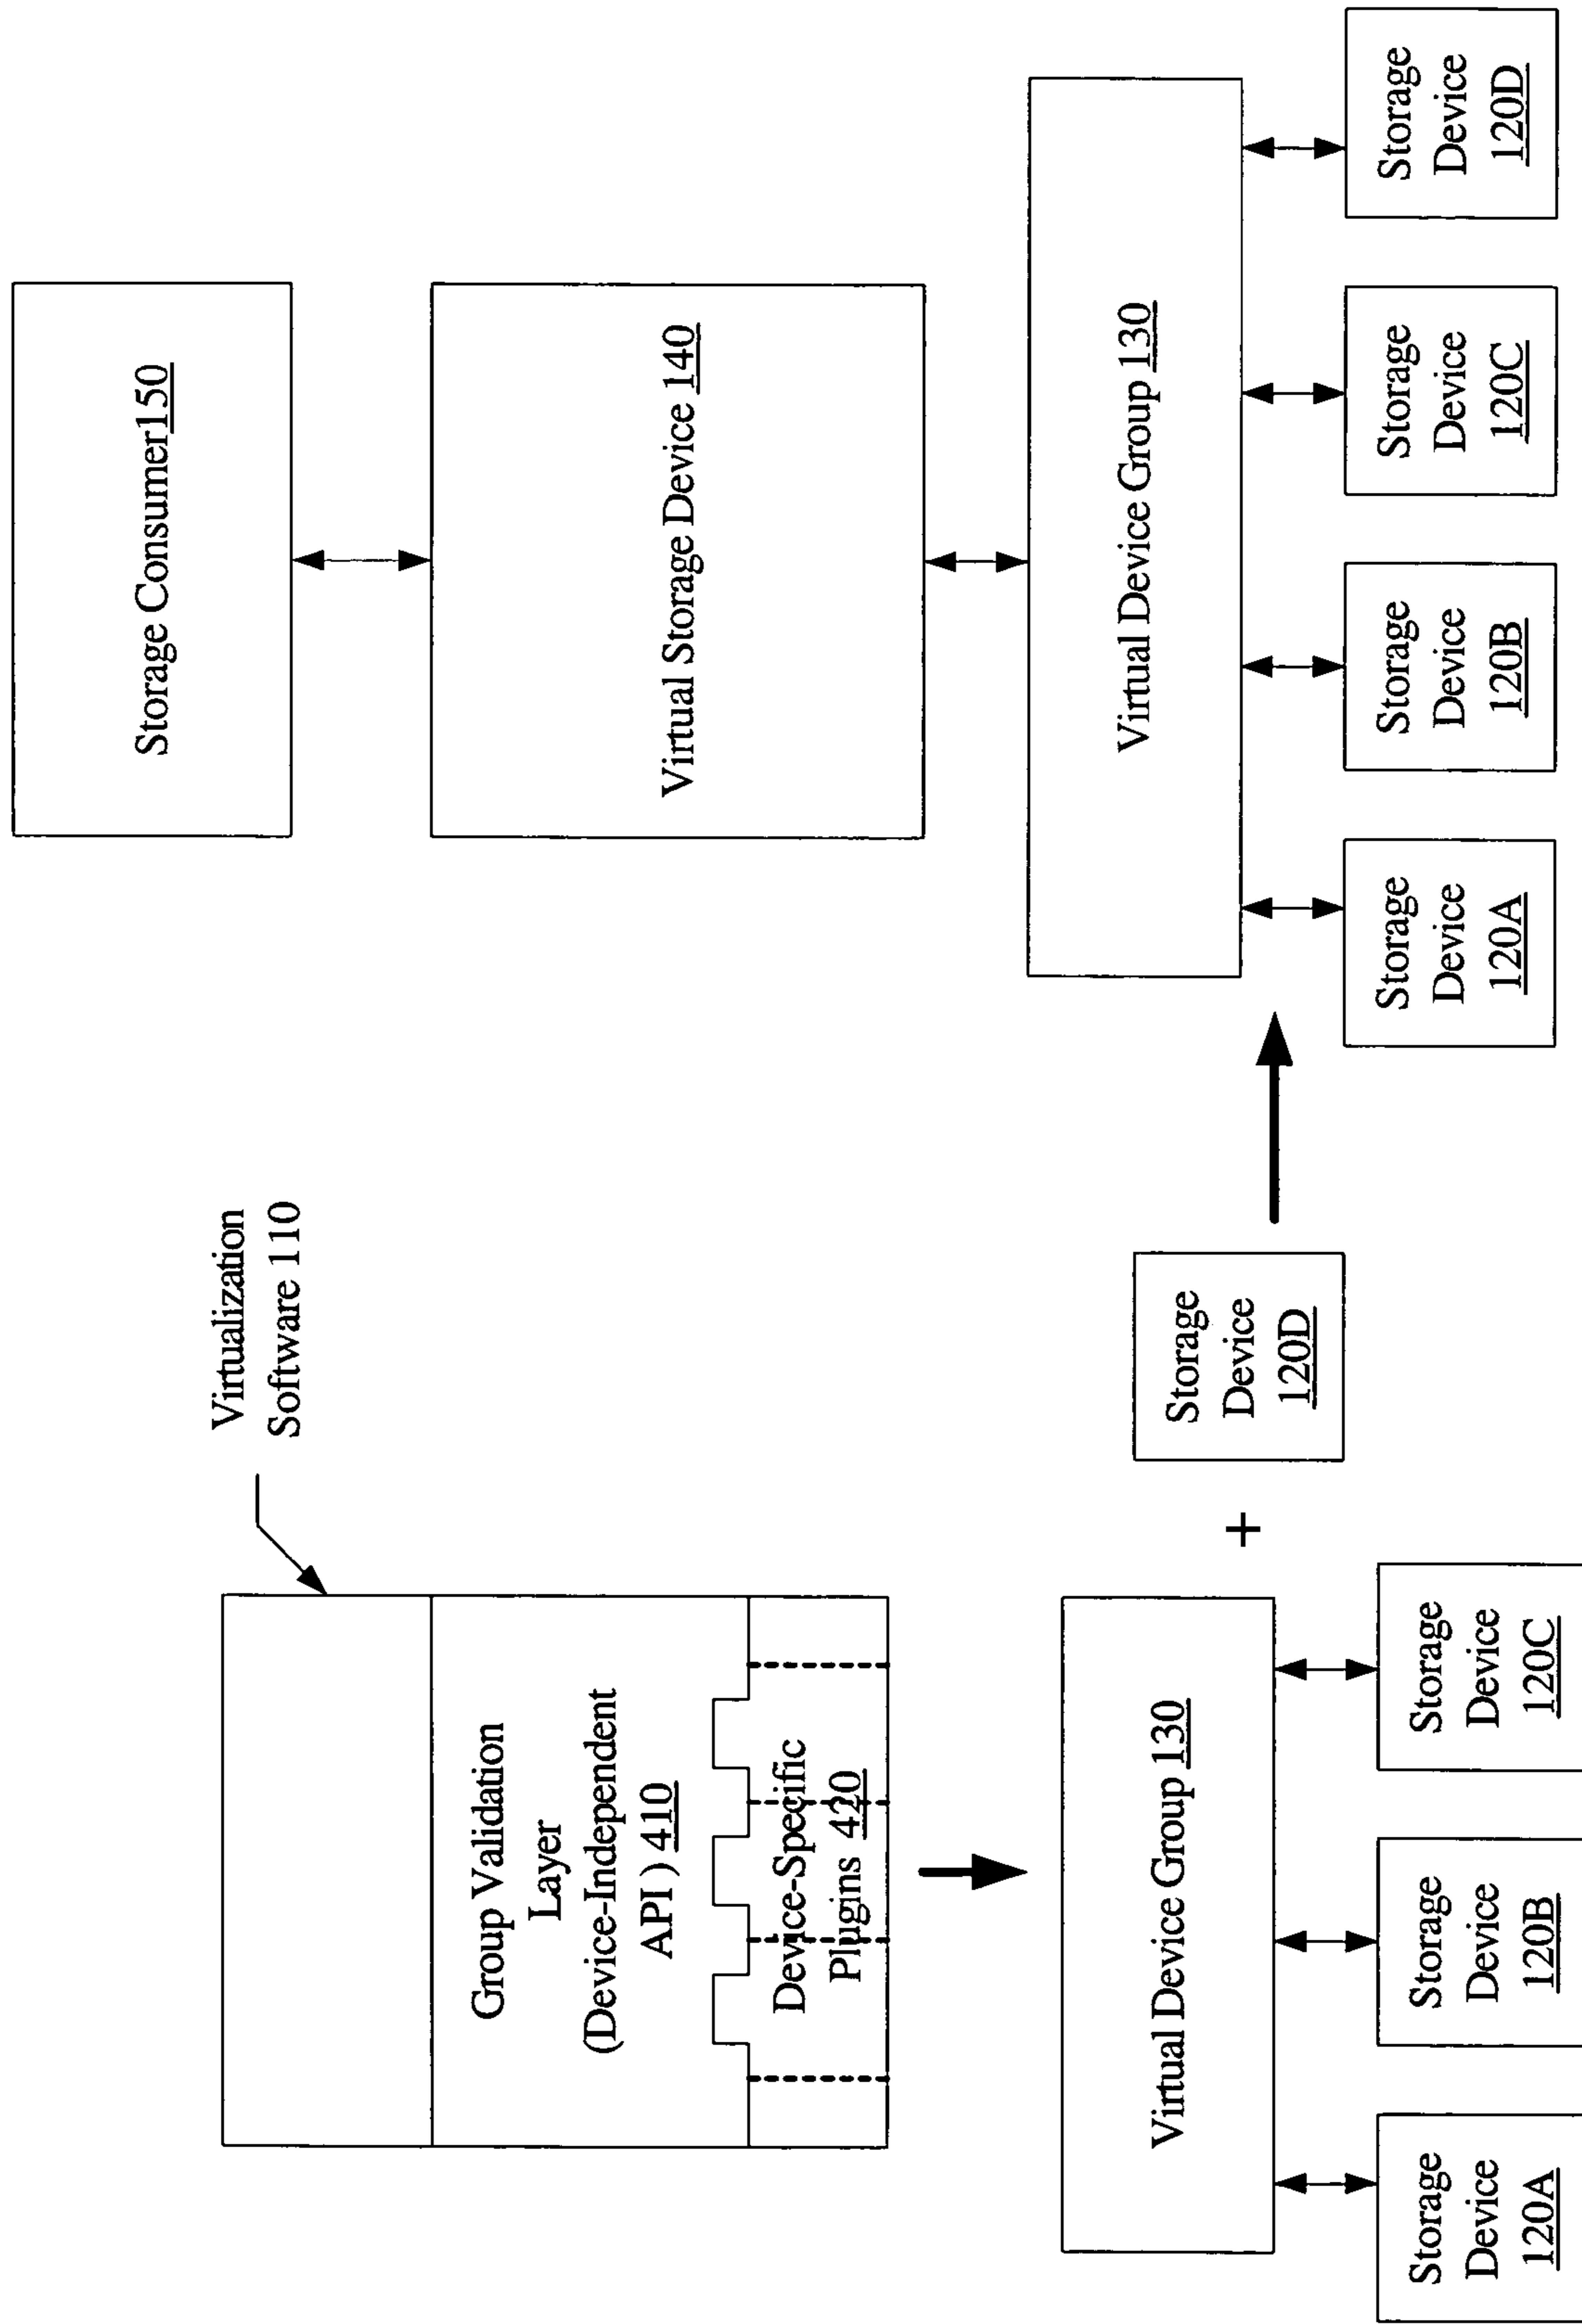 Virtualization
Software 110
Group Validation
Layer
(Device-Independent
API ) 410
Device-Specific
Plugins 420
Virtual Device Group 130
Storage
Device
120A
Storage
Device
120B
Storage
Device
120C
+
Storage
Device
120D
Storage Consumer150
Virtual Storage Device 140
Virtual Device Group 130
Storage
Device
120A
Storage
Device
120B
Storage
Device
120C
Storage
Device
120D